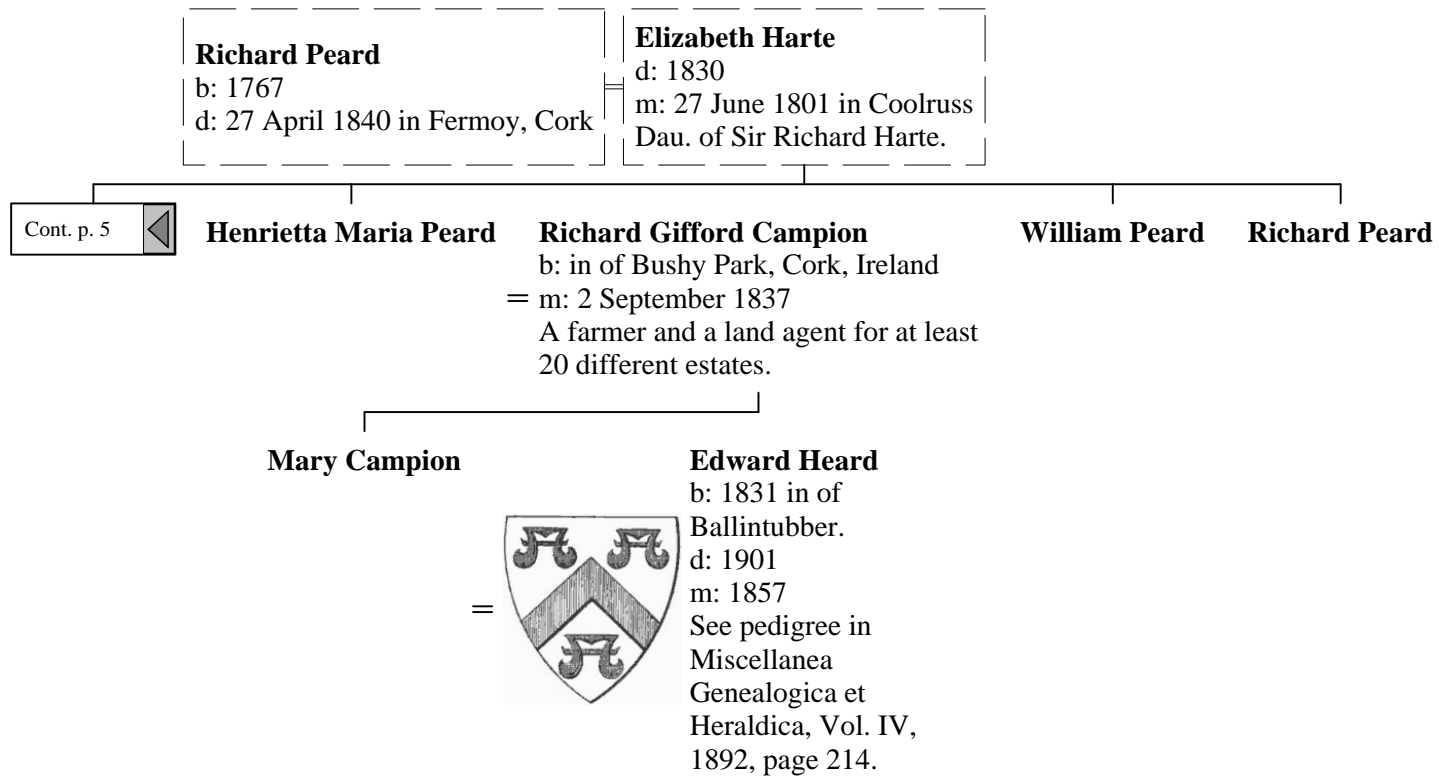 Richard Peard
b: 1767
d: 27 April 1840 in Fermoy, Cork
=
Elizabeth Harte
d: 1830
m: 27 June 1801 in Coolruss
Dau. of Sir Richard Harte.
Cont. p. 5
Henrietta Maria Peard
=
Richard Gifford Campion
b: in of Bushy Park, Cork, Ireland
m: 2 September 1837
A farmer and a land agent for at least
20 different estates.
William Peard
Richard Peard
Mary Campion
=
Edward Heard
b: 1831 in of
Ballintubber.
d: 1901
m: 1857
See pedigree in
Miscellanea
Genealogica et
Heraldica, Vol. IV,
1892, page 214.